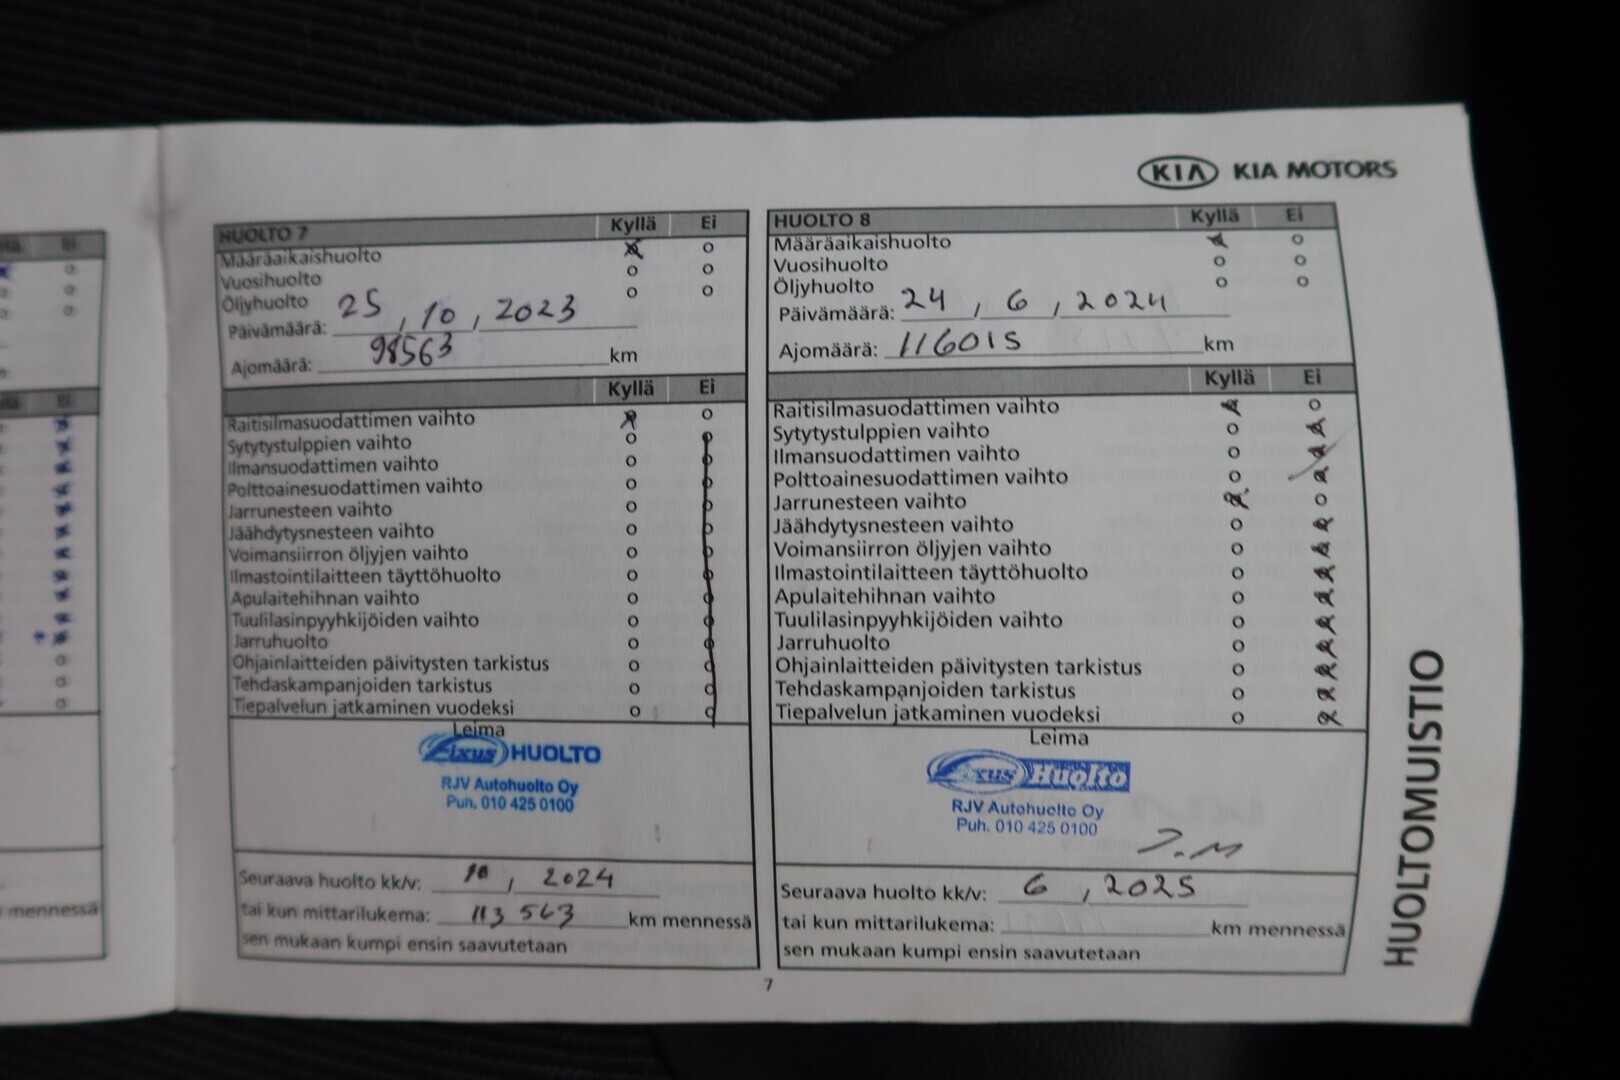 KIA KIA MOTORS
HUOLTO 7 Kyllä Ei
Määräaikaishuolto
Vuosihuolto
Öljyhuolto
Päivämäärä: 25, 10, 2023
Ajomäärä: 98563 km
Kyllä Ei
Raitisilmasuodattimen vaihto
Sytytystulppien vaihto
Ilmansuodattimen vaihto
Polttoainesuodattimen vaihto
Jarrunesteen vaihto
Jäähdytysnesteen vaihto
Voimansiirron öljyjen vaihto
Ilmastointilaitteen täyttöhuolto
Apulaitehihnan vaihto
Tuulilasinpyyhkijöiden vaihto
Jarruhuolto
Ohjainlaitteiden päivitysten tarkistus
Tehdaskampanjoiden tarkistus
Tiepalvelun jatkaminen vuodeksi
Leima
Fixus HUOLTO
RJV Autohuolto Oy
Puh. 010 425 0100
Seuraava huolto kk/v: 10, 2024
tai kun mittarilukema: 113 563 km mennessä
sen mukaan kumpi ensin saavutetaan
HUOLTO 8 Kyllä Ei
Määräaikaishuolto
Vuosihuolto
Öljyhuolto
Päivämäärä: 24, 6, 2024
Ajomäärä: 116015 km
Kyllä Ei
Raitisilmasuodattimen vaihto
Sytytystulppien vaihto
Ilmansuodattimen vaihto
Polttoainesuodattimen vaihto
Jarrunesteen vaihto
Jäähdytysnesteen vaihto
Voimansiirron öljyjen vaihto
Ilmastointilaitteen täyttöhuolto
Apulaitehihnan vaihto
Tuulilasinpyyhkijöiden vaihto
Jarruhuolto
Ohjainlaitteiden päivitysten tarkistus
Tehdaskampanjoiden tarkistus
Tiepalvelun jatkaminen vuodeksi
Leima
Fixus Huolto
RJV Autohuolto Oy
Puh. 010 425 0100
J.M
Seuraava huolto kk/v: 6, 2025
tai kun mittarilukema: km mennessä
sen mukaan kumpi ensin saavutetaan
7
HUOLTOMUISTIO
Ei
Ei
mennessä